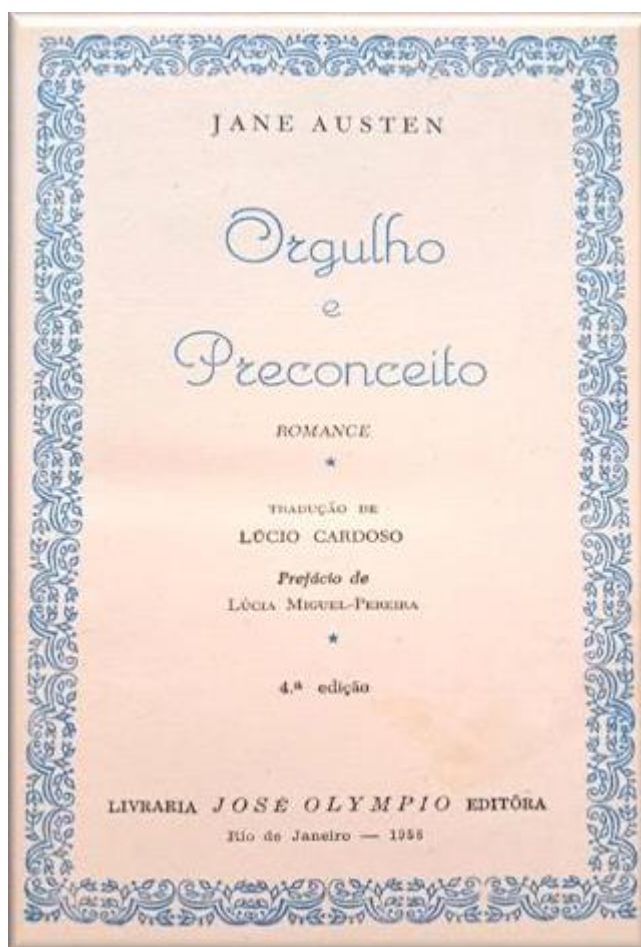 JANE AUSTEN
Orgulho
e
Preconceito
ROMANCE
TRADUÇÃO DE
LÚCIO CARDOSO
Prefácio de
LÚCIA MIGUEL-PEREIRA
4.ª edição
LIVRARIA JOSÉ OLYMPIO EDITÔRA
Rio de Janeiro —